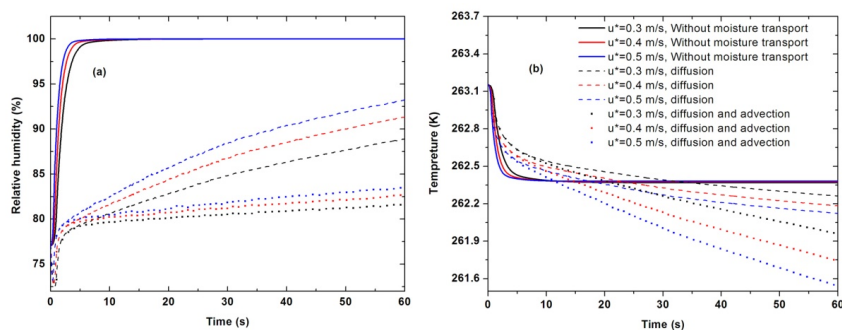 100
95
90
85
80
75
Relative humidity (%)
(a)
0 10 20 30 40 50 60
Time (s)
263.7
263.4
263.1
262.8
262.5
262.2
261.9
261.6
Tempreture (K)
(b)
u*=0.3 m/s, Without moisture transport
u*=0.4 m/s, Without moisture transport
u*=0.5 m/s, Without moisture transport
u*=0.3 m/s, diffusion
u*=0.4 m/s, diffusion
u*=0.5 m/s, diffusion
u*=0.3 m/s, diffusion and advection
u*=0.4 m/s, diffusion and advection
u*=0.5 m/s, diffusion and advection
0 10 20 30 40 50 60
Time (s)